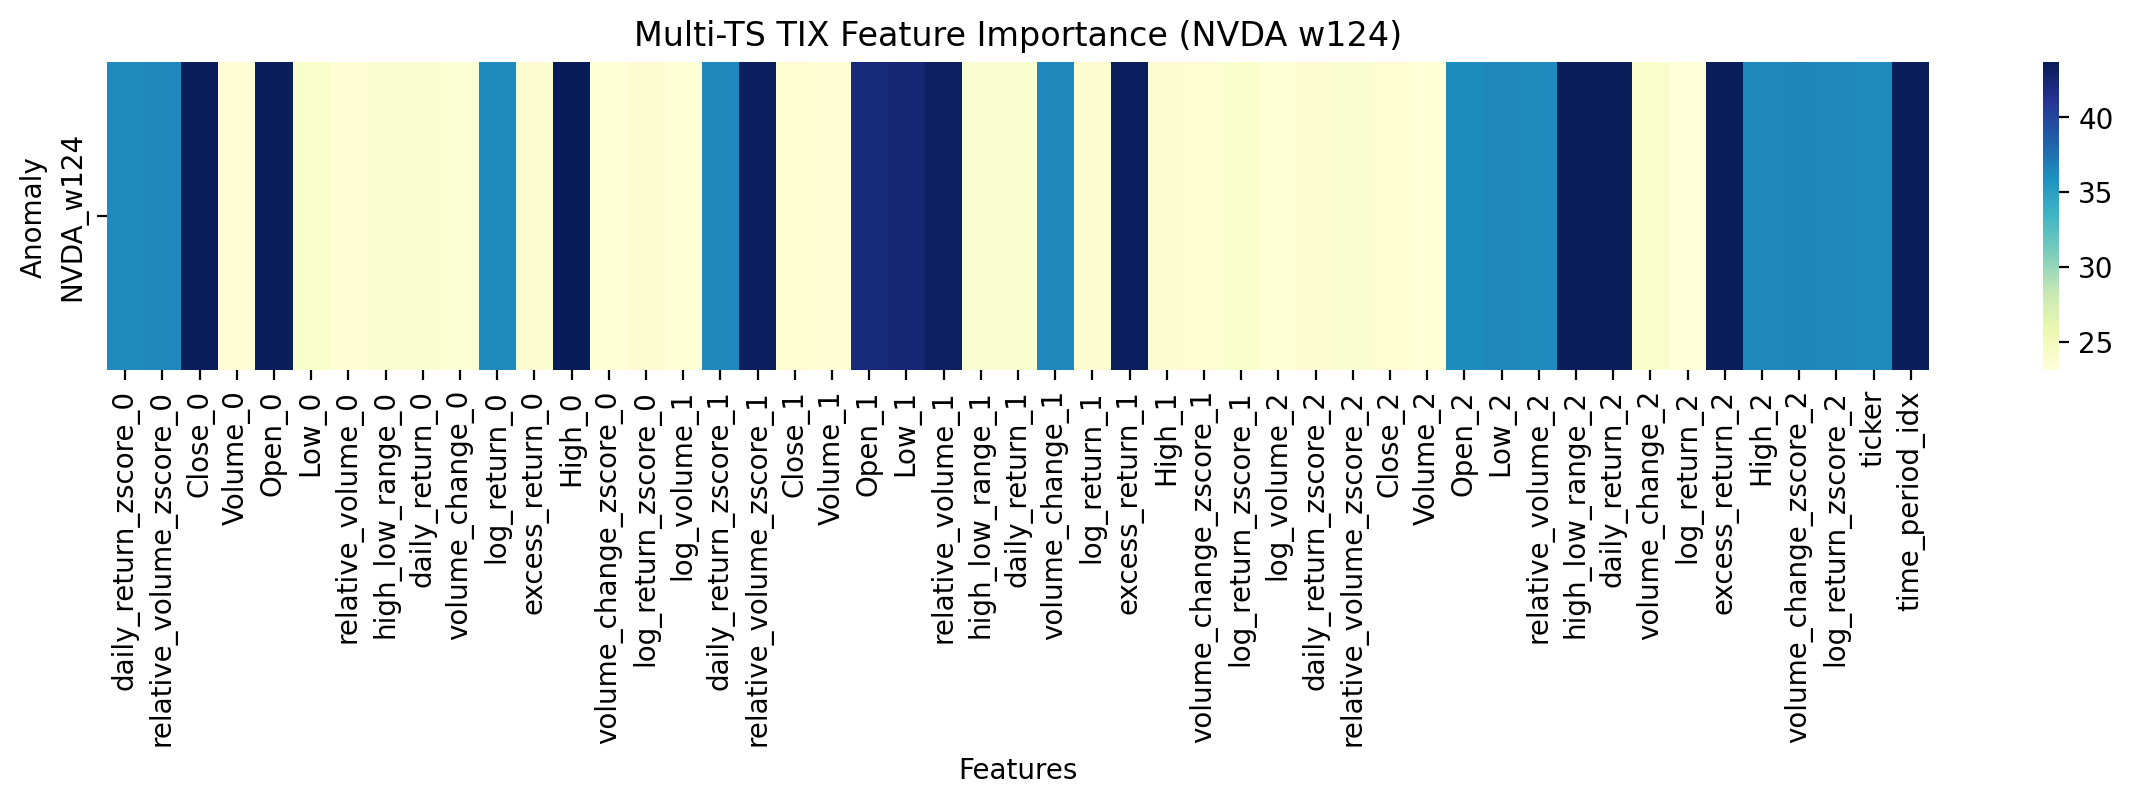 Multi-TS TIX Feature Importance (NVDA w124)
Anomaly
NVDA_w124
40
35
30
25
daily_return_zscore_0
relative_volume_zscore_0
Close_0
Volume_0
Open_0
Low_0
relative_volume_0
high_low_range_0
daily_return_0
volume_change_0
log_return_0
excess_return_0
High_0
volume_change_zscore_0
log_return_zscore_0
log_volume_1
daily_return_zscore_1
relative_volume_zscore_1
Close_1
Volume_1
Open_1
Low_1
relative_volume_1
high_low_range_1
daily_return_1
volume_change_1
log_return_1
excess_return_1
High_1
volume_change_zscore_1
log_return_zscore_1
log_volume_2
daily_return_zscore_2
relative_volume_zscore_2
Close_2
Volume_2
Open_2
Low_2
relative_volume_2
high_low_range_2
daily_return_2
volume_change_2
log_return_2
excess_return_2
High_2
volume_change_zscore_2
log_return_zscore_2
ticker
time_period_idx
Features